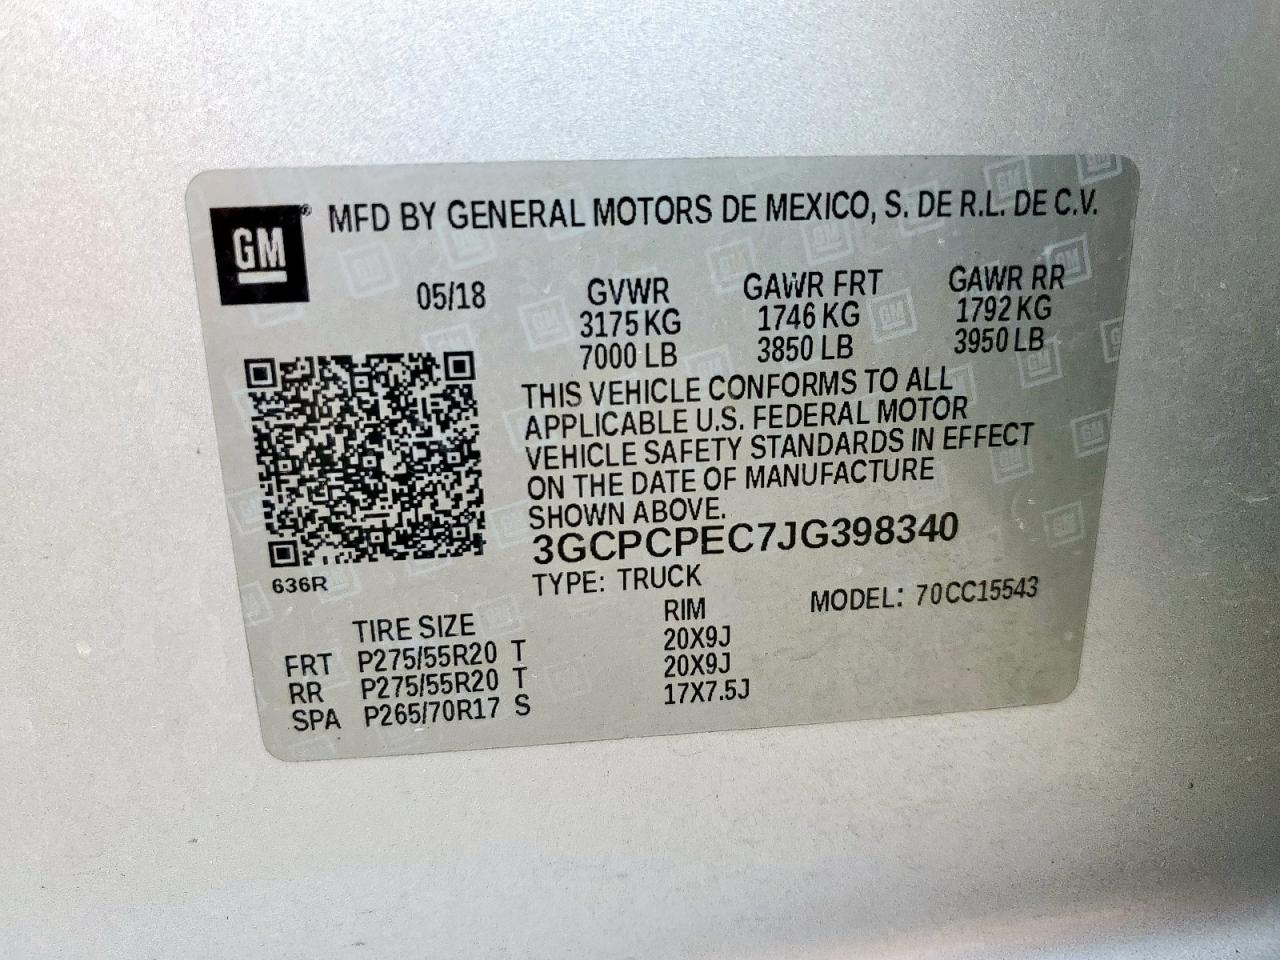 GM® MFD BY GENERAL MOTORS DE MEXICO, S. DE R.L. DE C.V.
05/18 GVWR GAWR FRT GAWR RR
3175 KG 1746 KG 1792 KG
7000 LB 3850 LB 3950 LB
THIS VEHICLE CONFORMS TO ALL
APPLICABLE U.S. FEDERAL MOTOR
VEHICLE SAFETY STANDARDS IN EFFECT
ON THE DATE OF MANUFACTURE
SHOWN ABOVE.
3GCPCPEC7JG398340
636R
TYPE: TRUCK MODEL: 70CC15543
TIRE SIZE RIM
FRT P275/55R20 T 20X9J
RR P275/55R20 T 20X9J
SPA P265/70R17 S 17X7.5J